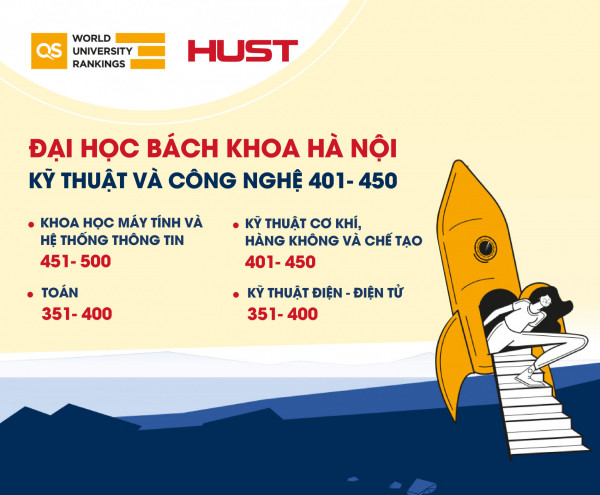 QS
WORLD
UNIVERSITY
RANKINGS
HUST
ĐẠI HỌC BÁCH KHOA HÀ NỘI
KỸ THUẬT VÀ CÔNG NGHỆ 401- 450
• KHOA HỌC MÁY TÍNH VÀ
HỆ THỐNG THÔNG TIN
451- 500
• KỸ THUẬT CƠ KHÍ,
HÀNG KHÔNG VÀ CHẾ TẠO
401- 450
• TOÁN
351- 400
• KỸ THUẬT ĐIỆN - ĐIỆN TỬ
351- 400